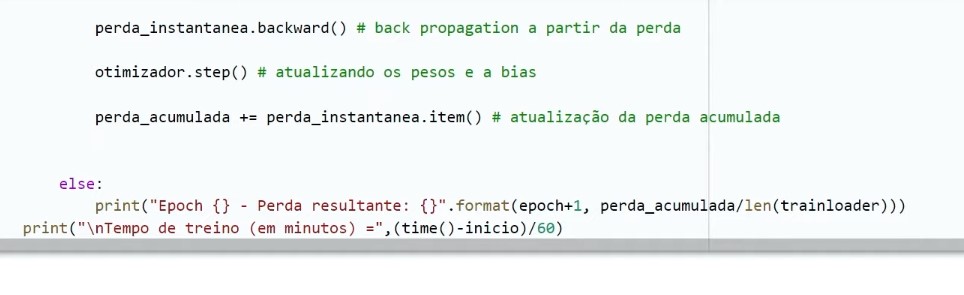 perda_instantanea.backward() # back propagation a partir da perda
otimizador.step() # atualizando os pesos e a bias
perda_acumulada += perda_instantanea.item() # atualização da perda acumulada
else:
print("Epoch {} - Perda resultante: {}".format(epoch+1, perda_acumulada/len(trainloader)))
print("\nTempo de treino (em minutos) =",(time()-inicio)/60)